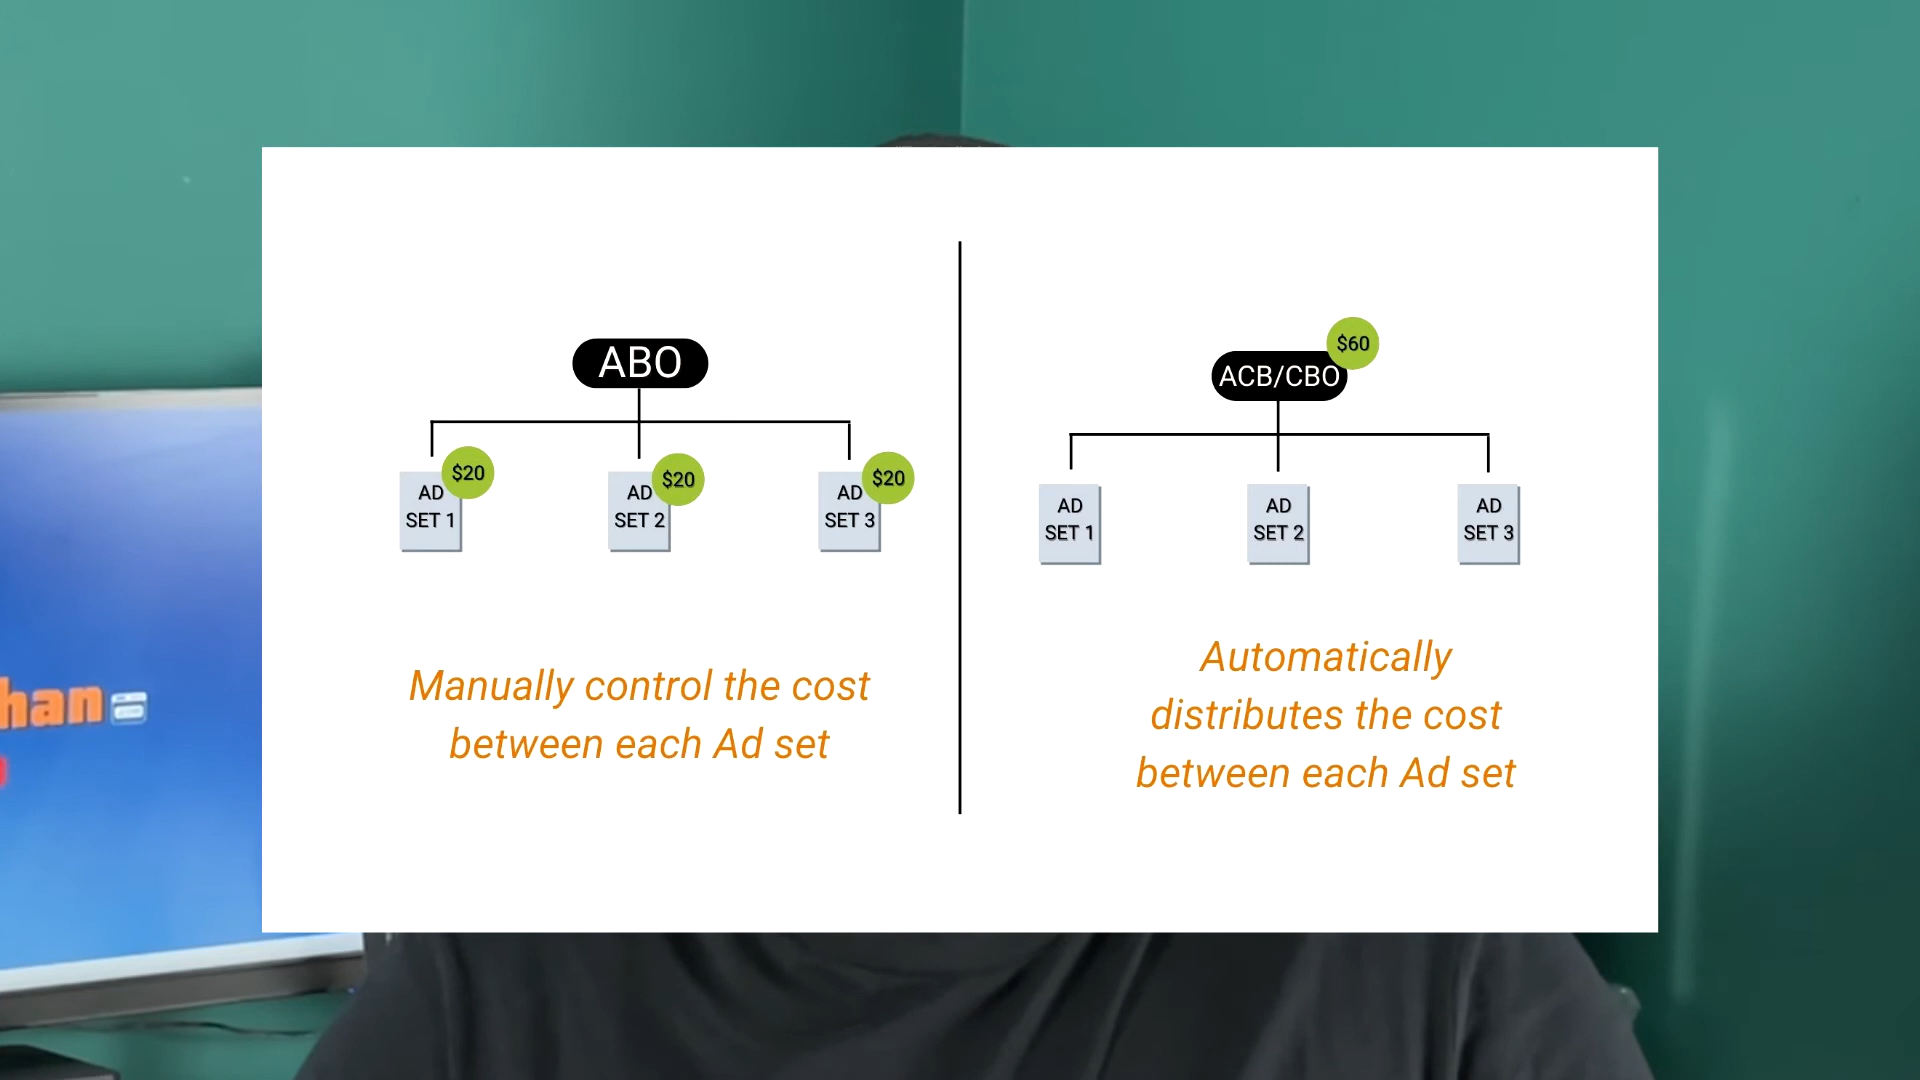 ABO
$20
$20
$20
AD
SET 1
AD
SET 2
AD
SET 3
Manually control the cost
between each Ad set
$60
ACB/CBO
AD
SET 1
AD
SET 2
AD
SET 3
Automatically
distributes the cost
between each Ad set
han